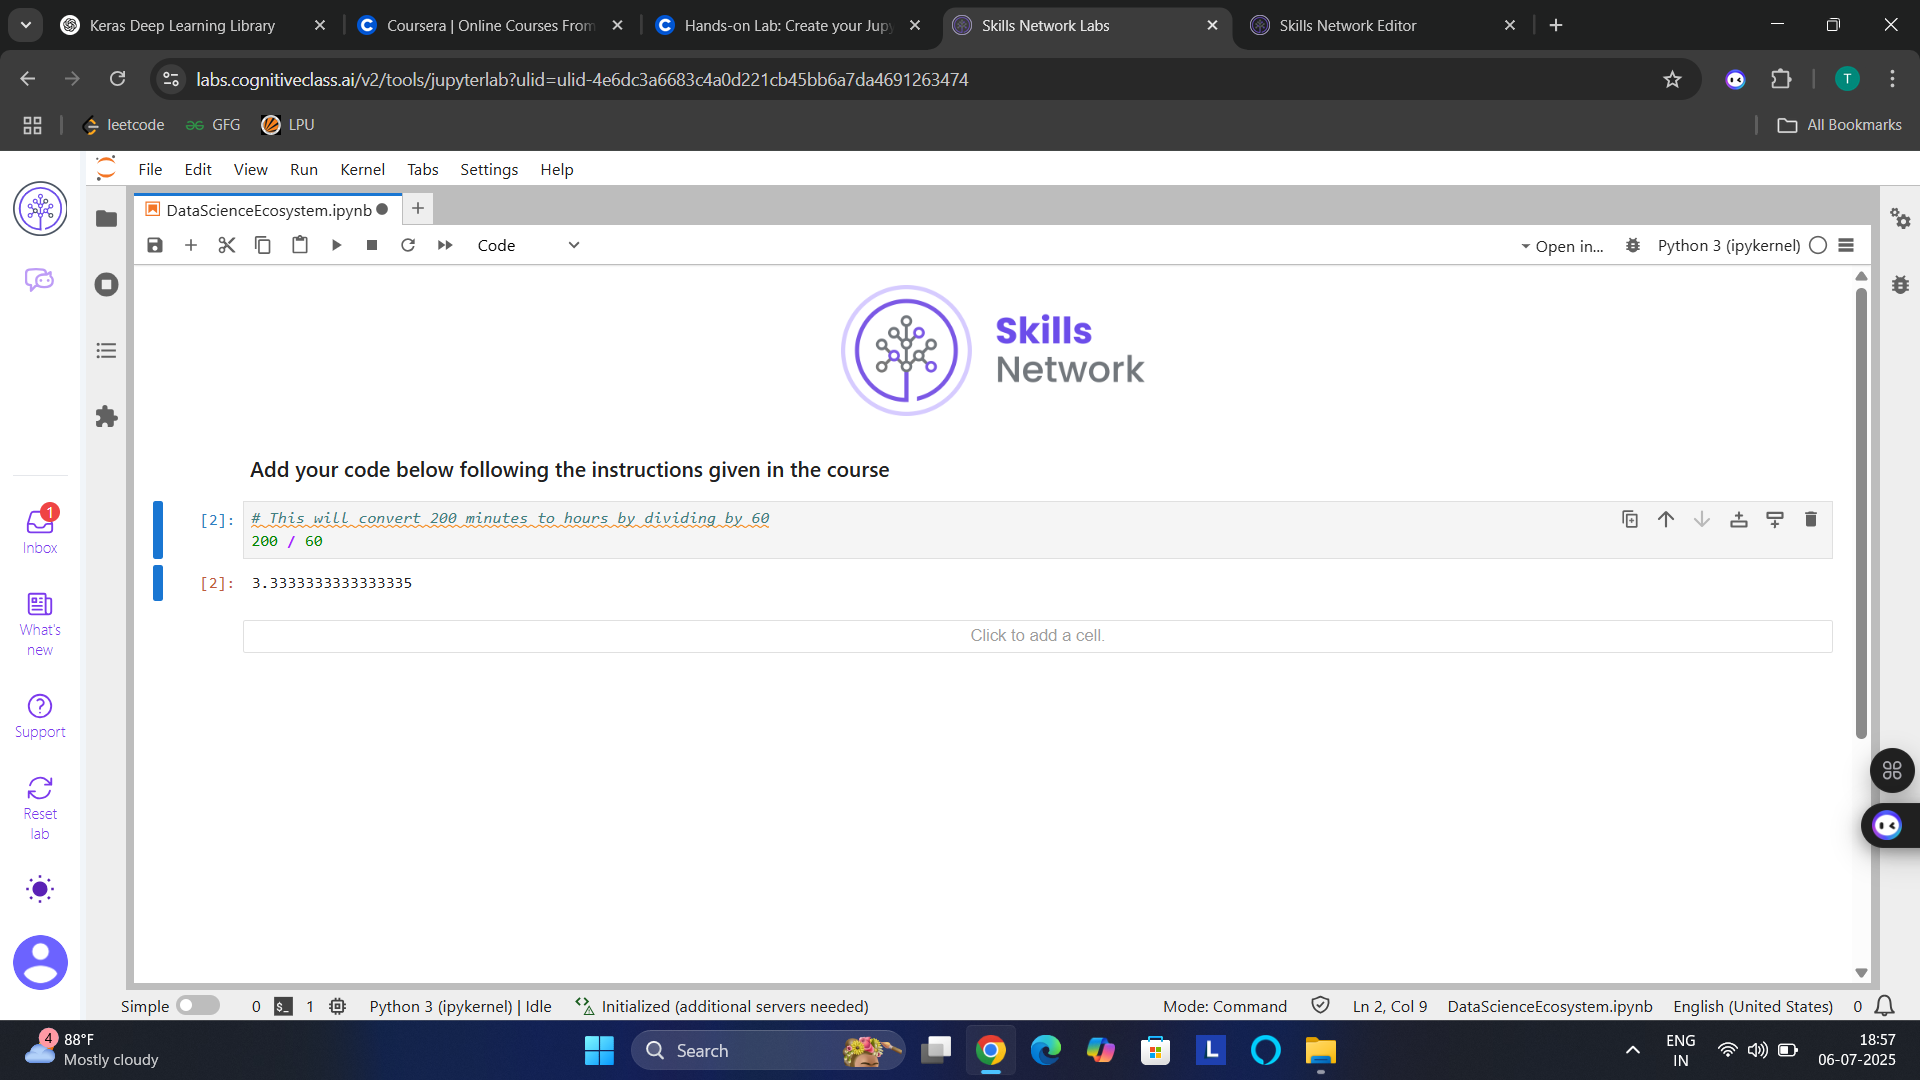 Keras Deep Learning Library
Coursera | Online Courses From
Hands-on Lab: Create your Jupy
Skills Network Labs
Skills Network Editor
labs.cognitiveclass.ai/v2/tools/jupyterlab?ulid=ulid-4e6dc3a6683c4a0d221cb45bb6a7da4691263474
T
leetcode
GFG
LPU
All Bookmarks
File Edit View Run Kernel Tabs Settings Help
DataScienceEcosystem.ipynb
Code
Open in...
Python 3 (ipykernel)
Skills
Network
Add your code below following the instructions given in the course
[2]: # This will convert 200 minutes to hours by dividing by 60
200 / 60
[2]: 3.3333333333333335
Click to add a cell.
1
Inbox
What's
new
Support
Reset
lab
Simple 0 $_ 1 Python 3 (ipykernel) | Idle Initialized (additional servers needed) Mode: Command Ln 2, Col 9 DataScienceEcosystem.ipynb English (United States) 0
4
88°F
Mostly cloudy
Search
L
ENG
IN
18:57
06-07-2025